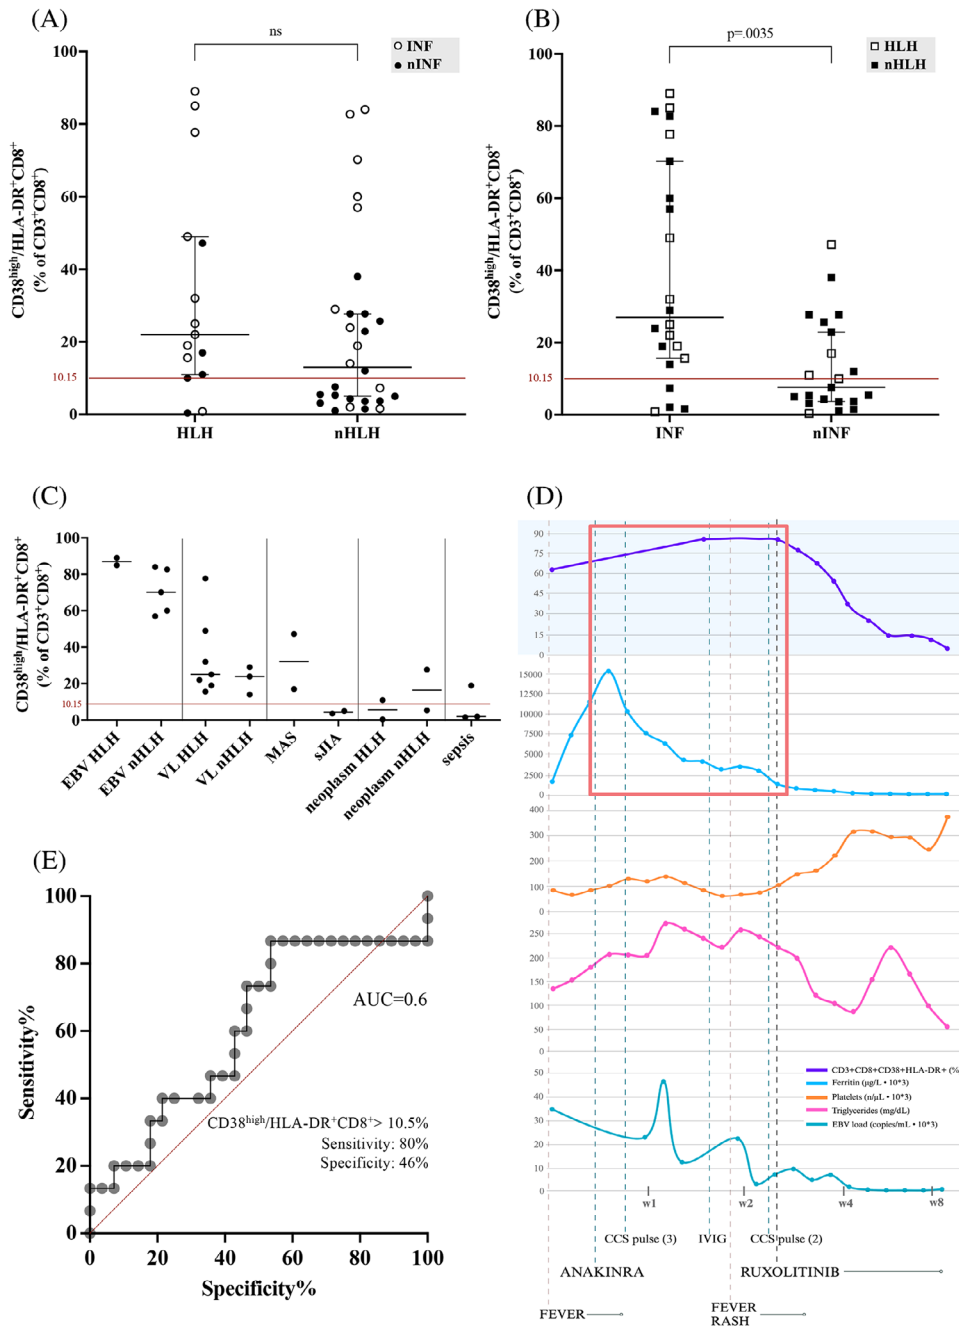 (A)
ns
INF
nINF
CD38high/HLA-DR+CD8+
(% of CD3+CD8+)
100
80
60
40
20
10.15
0
HLH
nHLH
(B)
p=.0035
HLH
nHLH
CD38high/HLA-DR+CD8+
(% of CD3+CD8+)
100
80
60
40
20
10.15
0
INF
nINF
(C)
CD38high/HLA-DR+CD8+
(% of CD3+CD8+)
100
80
60
40
20
10.15
0
EBV HLH
EBV nHLH
VL HLH
VL nHLH
MAS
sJIA
neoplasm HLH
neoplasm nHLH
sepsis
(D)
90
75
60
45
30
15
0
15000
12500
10000
7500
5000
2500
0
400
300
200
100
0
250
200
150
100
50
0
50
40
30
20
10
0
CD3+CD8+CD38+HLA-DR+ (%
Ferritin (µg/L • 10*3)
Platelets (n/µL • 10*3)
Triglycerides (mg/dL)
EBV load (copies/mL • 10*3)
w1
w2
w4
w8
CCS pulse (3)
IVIG
CCS pulse (2)
ANAKINRA
RUXOLITINIB
FEVER
FEVER
RASH
(E)
Sensitivity%
100
80
60
40
20
0
AUC=0.6
CD38high/HLA-DR+CD8+> 10.5%
Sensitivity: 80%
Specificity: 46%
0
20
40
60
80
100
Specificity%